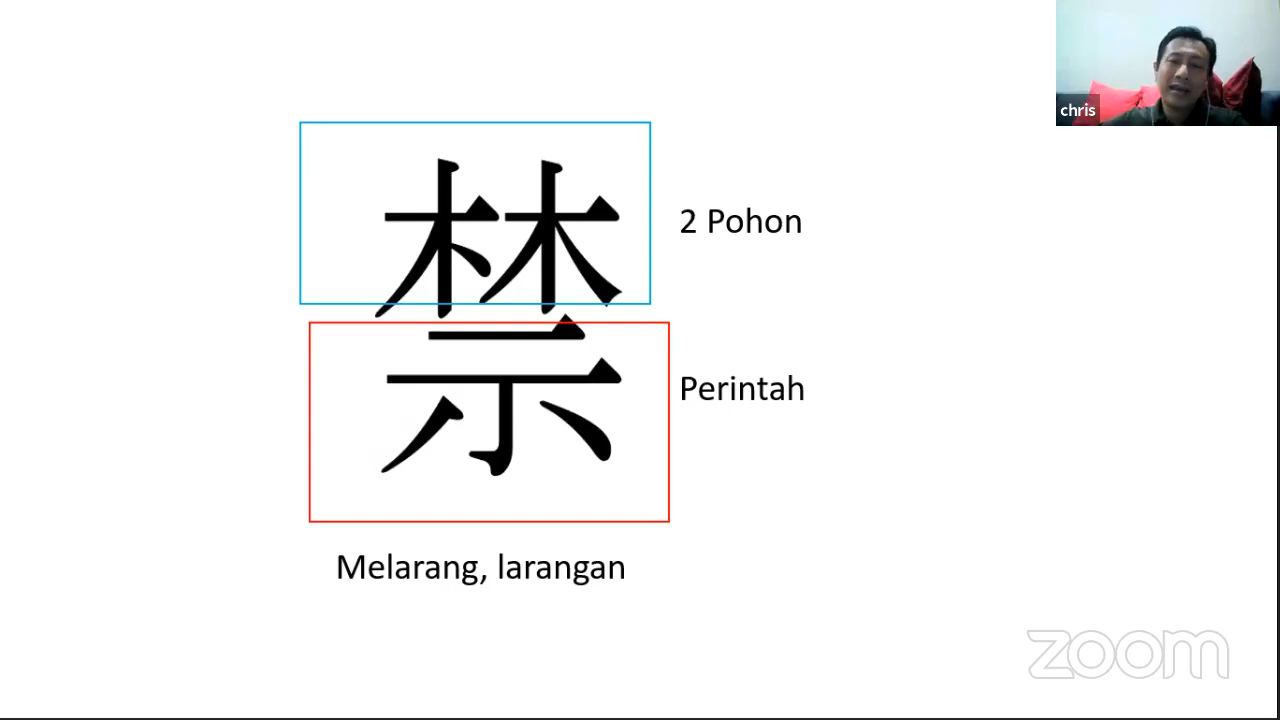 chris
禁
2 Pohon
Perintah
Melarang, larangan
zoom